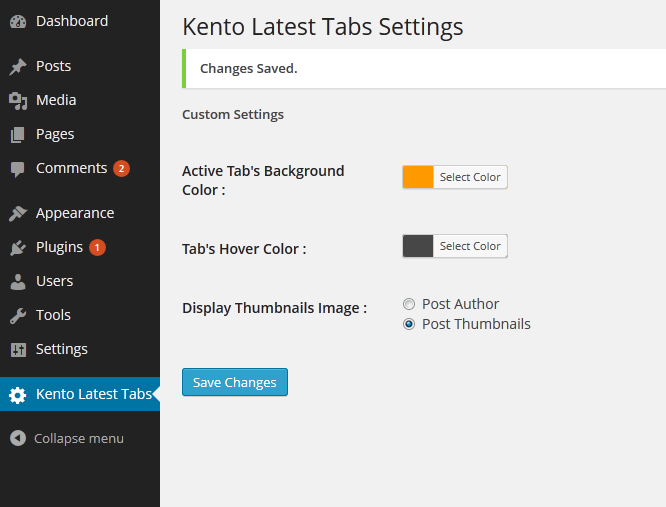 Dashboard
Posts
Media
Pages
Comments 2
Appearance
Plugins 1
Users
Tools
Settings
Kento Latest Tabs
Collapse menu
Kento Latest Tabs Settings
Changes Saved.
Custom Settings
Active Tab's Background
Color :
Select Color
Tab's Hover Color :
Select Color
Display Thumbnails Image :
Post Author
Post Thumbnails
Save Changes